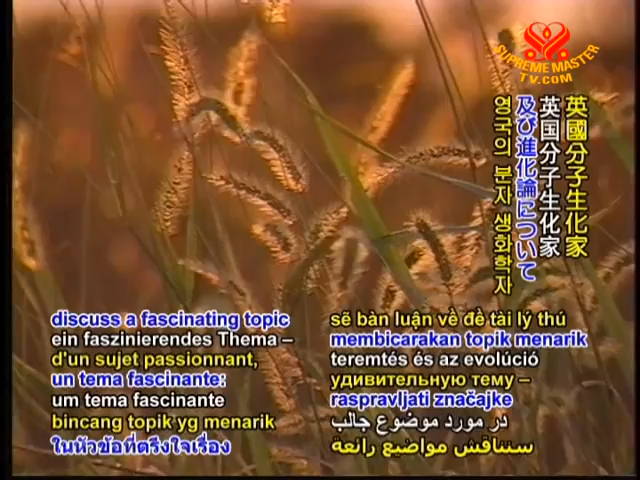 SUPREME MASTER
TV.COM
英國分子生化家
英国分子生化家
及び進化論について
영국의 분자 생화학자
discuss a fascinating topic
ein faszinierendes Thema –
d'un sujet passionnant,
un tema fascinante:
um tema fascinante
bincang topik yg menarik
ในหัวข้อที่ตรึงใจเรื่อง
sẽ bàn luận về đề tài lý thú
membicarakan topik menarik
teremtés és az evolúció
удивительную тему –
raspravljati značajke
در مورد موضوع جالب
سنناقش مواضيع رائعة